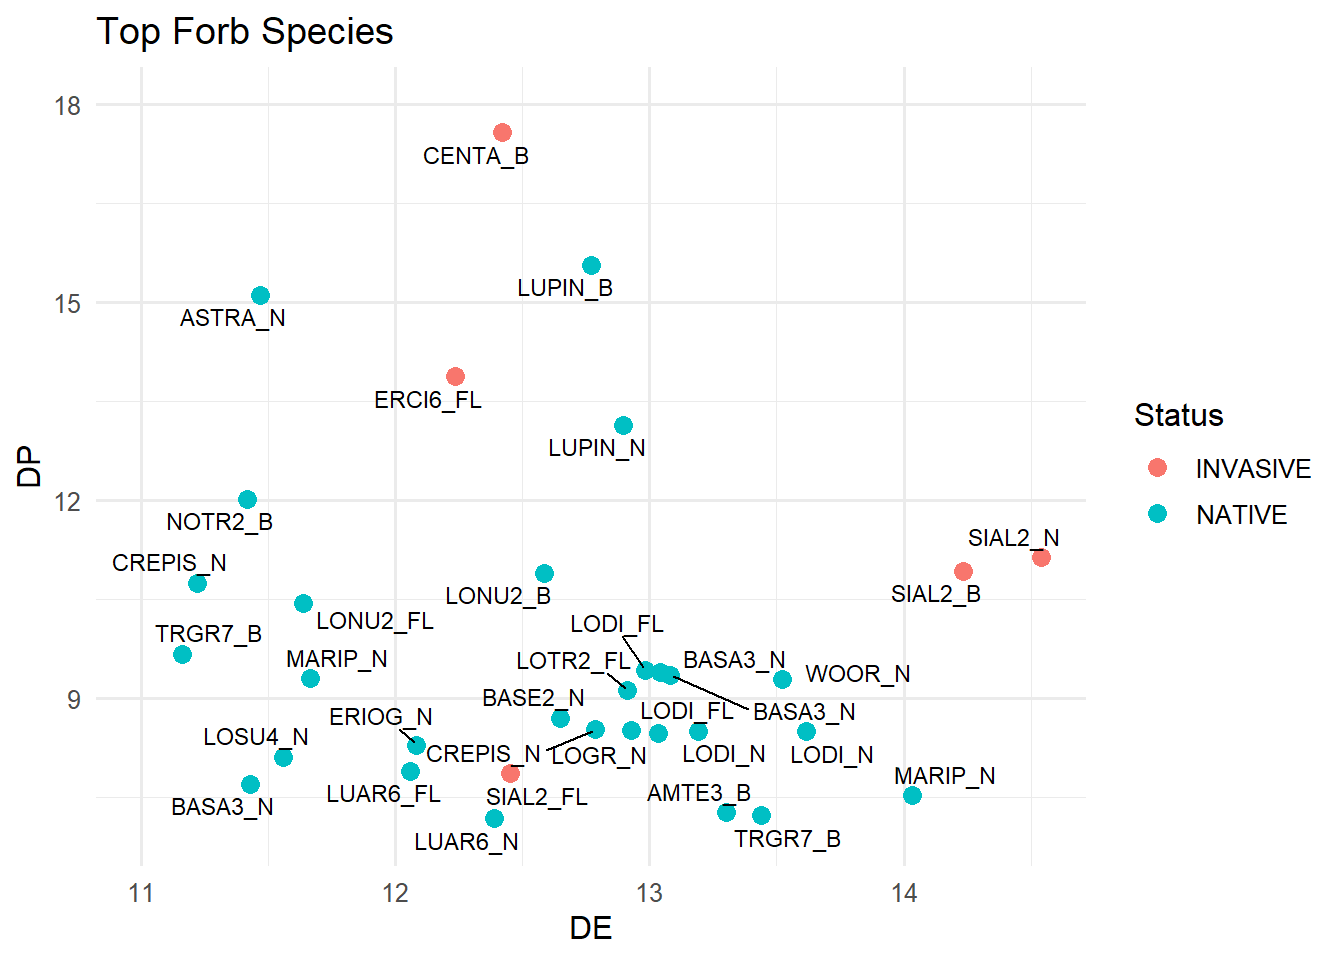 Top Forb Species
18
CENTA_B
LUPIN_B
15
ASTRA_N
ERCI6_FL
LUPIN_N
12
NOTR2_B
CREPIS_N
SIAL2_N
SIAL2_B
LONU2_B
LONU2_FL
LODI_FL
TRGR7_B
MARIP_N
LOTR2_FL
BASA3_N
WOOR_N
9
BASE2_N
ERIOG_N
LODI_FL
BASA3_N
LOSU4_N
CREPIS_N
LOGR_N
LODI_N
LODI_N
BASA3_N
LUAR6_FL
SIAL2_FL
AMTE3_B
MARIP_N
LUAR6_N
TRGR7_B
11
12
13
14
DE
DP
Status
INVASIVE
NATIVE